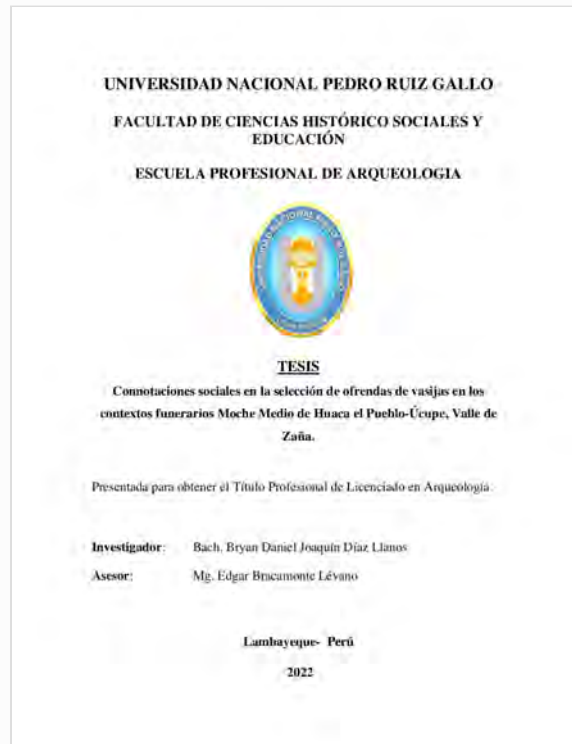 UNIVERSIDAD NACIONAL PEDRO RUIZ GALLO
FACULTAD DE CIENCIAS HISTÓRICO SOCIALES Y
EDUCACIÓN
ESCUELA PROFESIONAL DE ARQUEOLOGIA
TESIS
Connotaciones sociales en la selección de ofrendas de vasijas en los
contextos funerarios Moche Medio de Huaca el Pueblo-Úcupe, Valle de
Zaña.
Presentada para obtener el Título Profesional de Licenciado en Arqueología.
Investigador: Bach. Bryan Daniel Joaquín Díaz Llanos
Asesor: Mg. Edgar Bracamonte Lévano
Lambayeque- Perú
2022